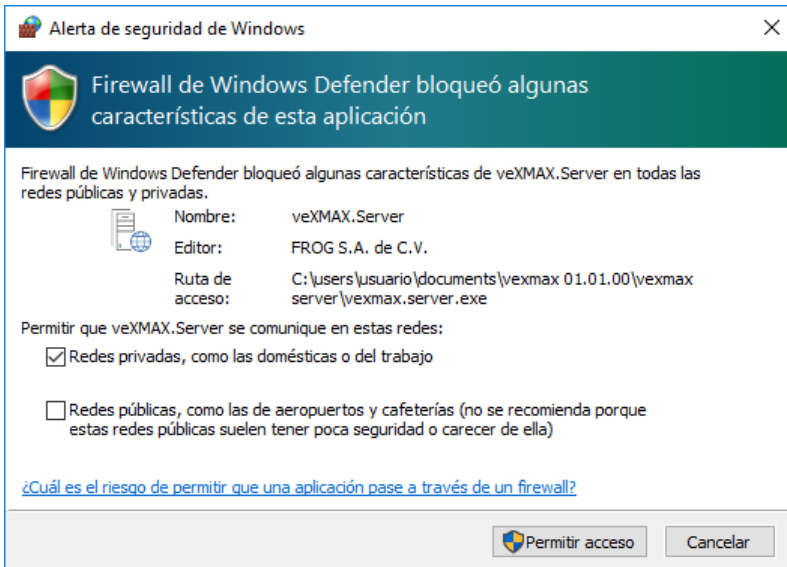 Alerta de seguridad de Windows
Firewall de Windows Defender bloqueó algunas
características de esta aplicación
Firewall de Windows Defender bloqueó algunas características de veXMAX.Server en todas las
redes públicas y privadas.
Nombre: veXMAX.Server
Editor: FROG S.A. de C.V.
Ruta de C:\users\usuario\documents\vexmax 01.01.00\vexmax
acceso: server\vexmax.server.exe
Permitir que veXMAX.Server se comunique en estas redes:
Redes privadas, como las domésticas o del trabajo
Redes públicas, como las de aeropuertos y cafeterías (no se recomienda porque
estas redes públicas suelen tener poca seguridad o carecer de ella)
¿Cuál es el riesgo de permitir que una aplicación pase a través de un firewall?
Permitir acceso Cancelar